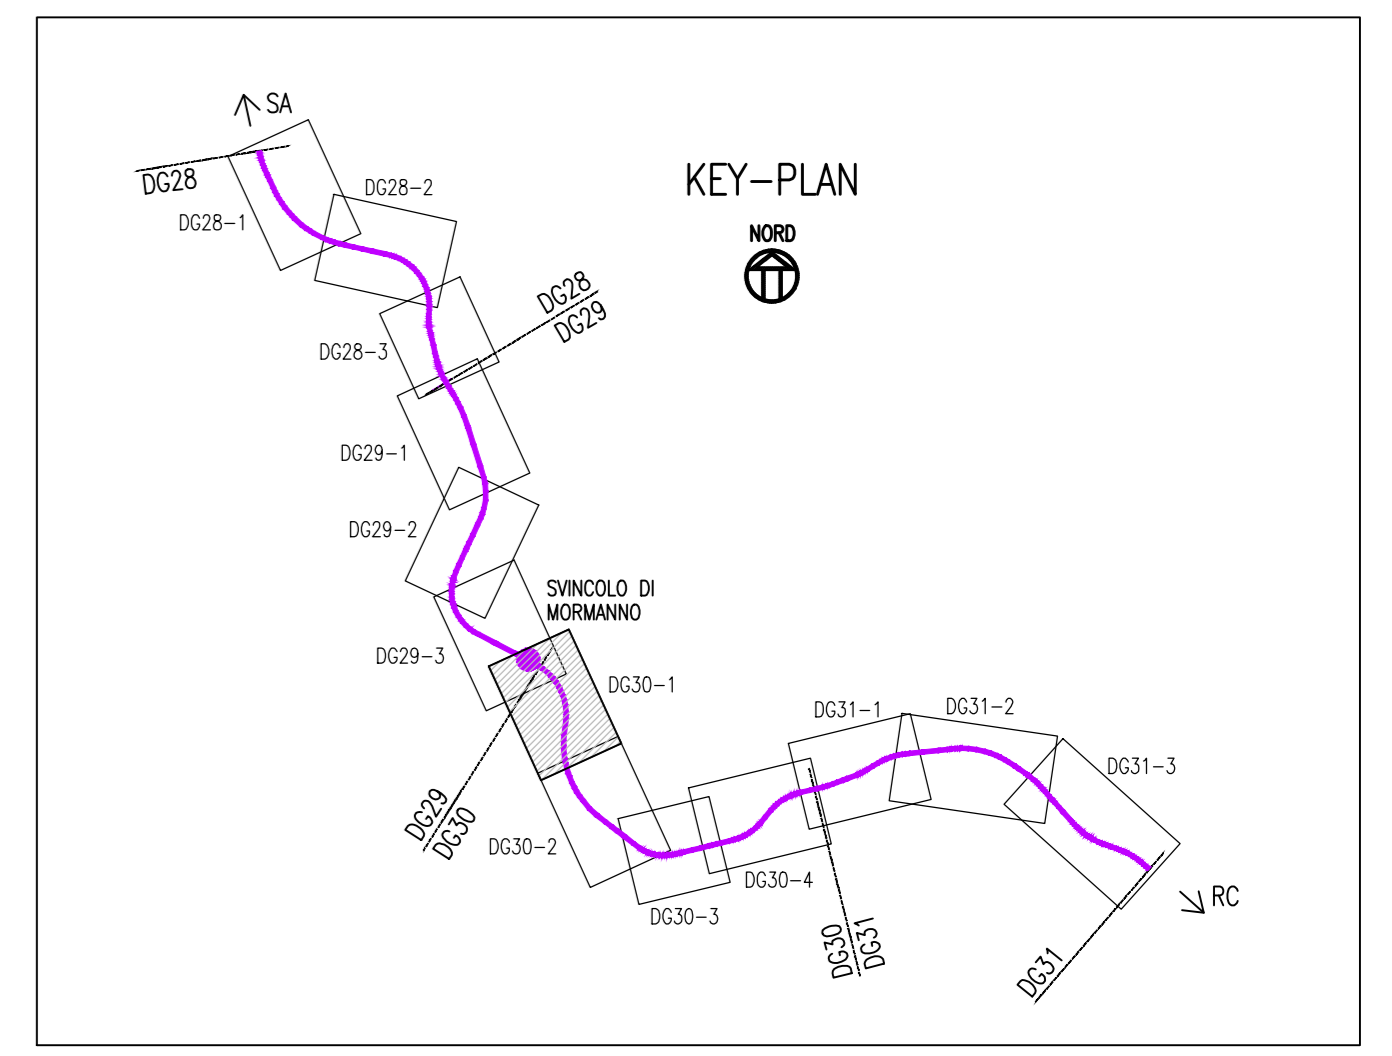 SA
DG28
DG28-1
DG28-2
KEY-PLAN
NORD
DG28
DG29
DG28-3
DG29-1
DG29-2
SVINCOLO DI
MORMANNO
DG29-3
DG30-1
DG31-1
DG31-2
DG31-3
DG29
DG30
DG30-2
DG30-3
DG30-4
RC
DG30
DG31
DG31